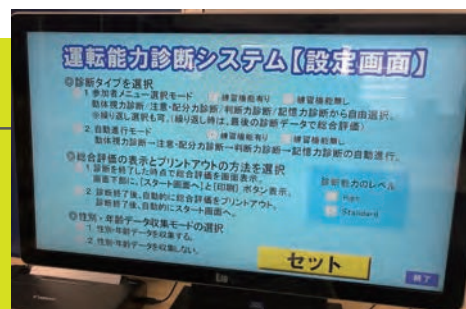 運転能力診断システム【設定画面】
◎診断タイプを選択
1. 参加者メニュー選択モード 練習機能有り 練習機能無し
動体視力診断/注意・配分力診断/判断力診断/記憶力診断から自由選択。
※繰り返し選択も可。(繰り返し時は、最後の診断データで総合評価)
2. 自動進行モード 練習機能有り 練習機能無し
動体視力診断→注意・配分力診断→判断力診断→記憶力診断の自動進行。
◎総合評価の表示とプリントアウトの方法を選択
1. 診断を終了した時点で総合評価を画面表示。
画面下部に、[スタート画面へ]と[印刷]ボタン表示。
2. 診断終了後、自動的に総合評価をプリントアウト。
診断終了後、自動的にスタート画面へ。
診断能力のレベル
High
Standard
◎性別・年齢データ収集モードの選択
1. 性別・年齢データを収集する。
2. 性別・年齢データを収集しない。
セット
終了